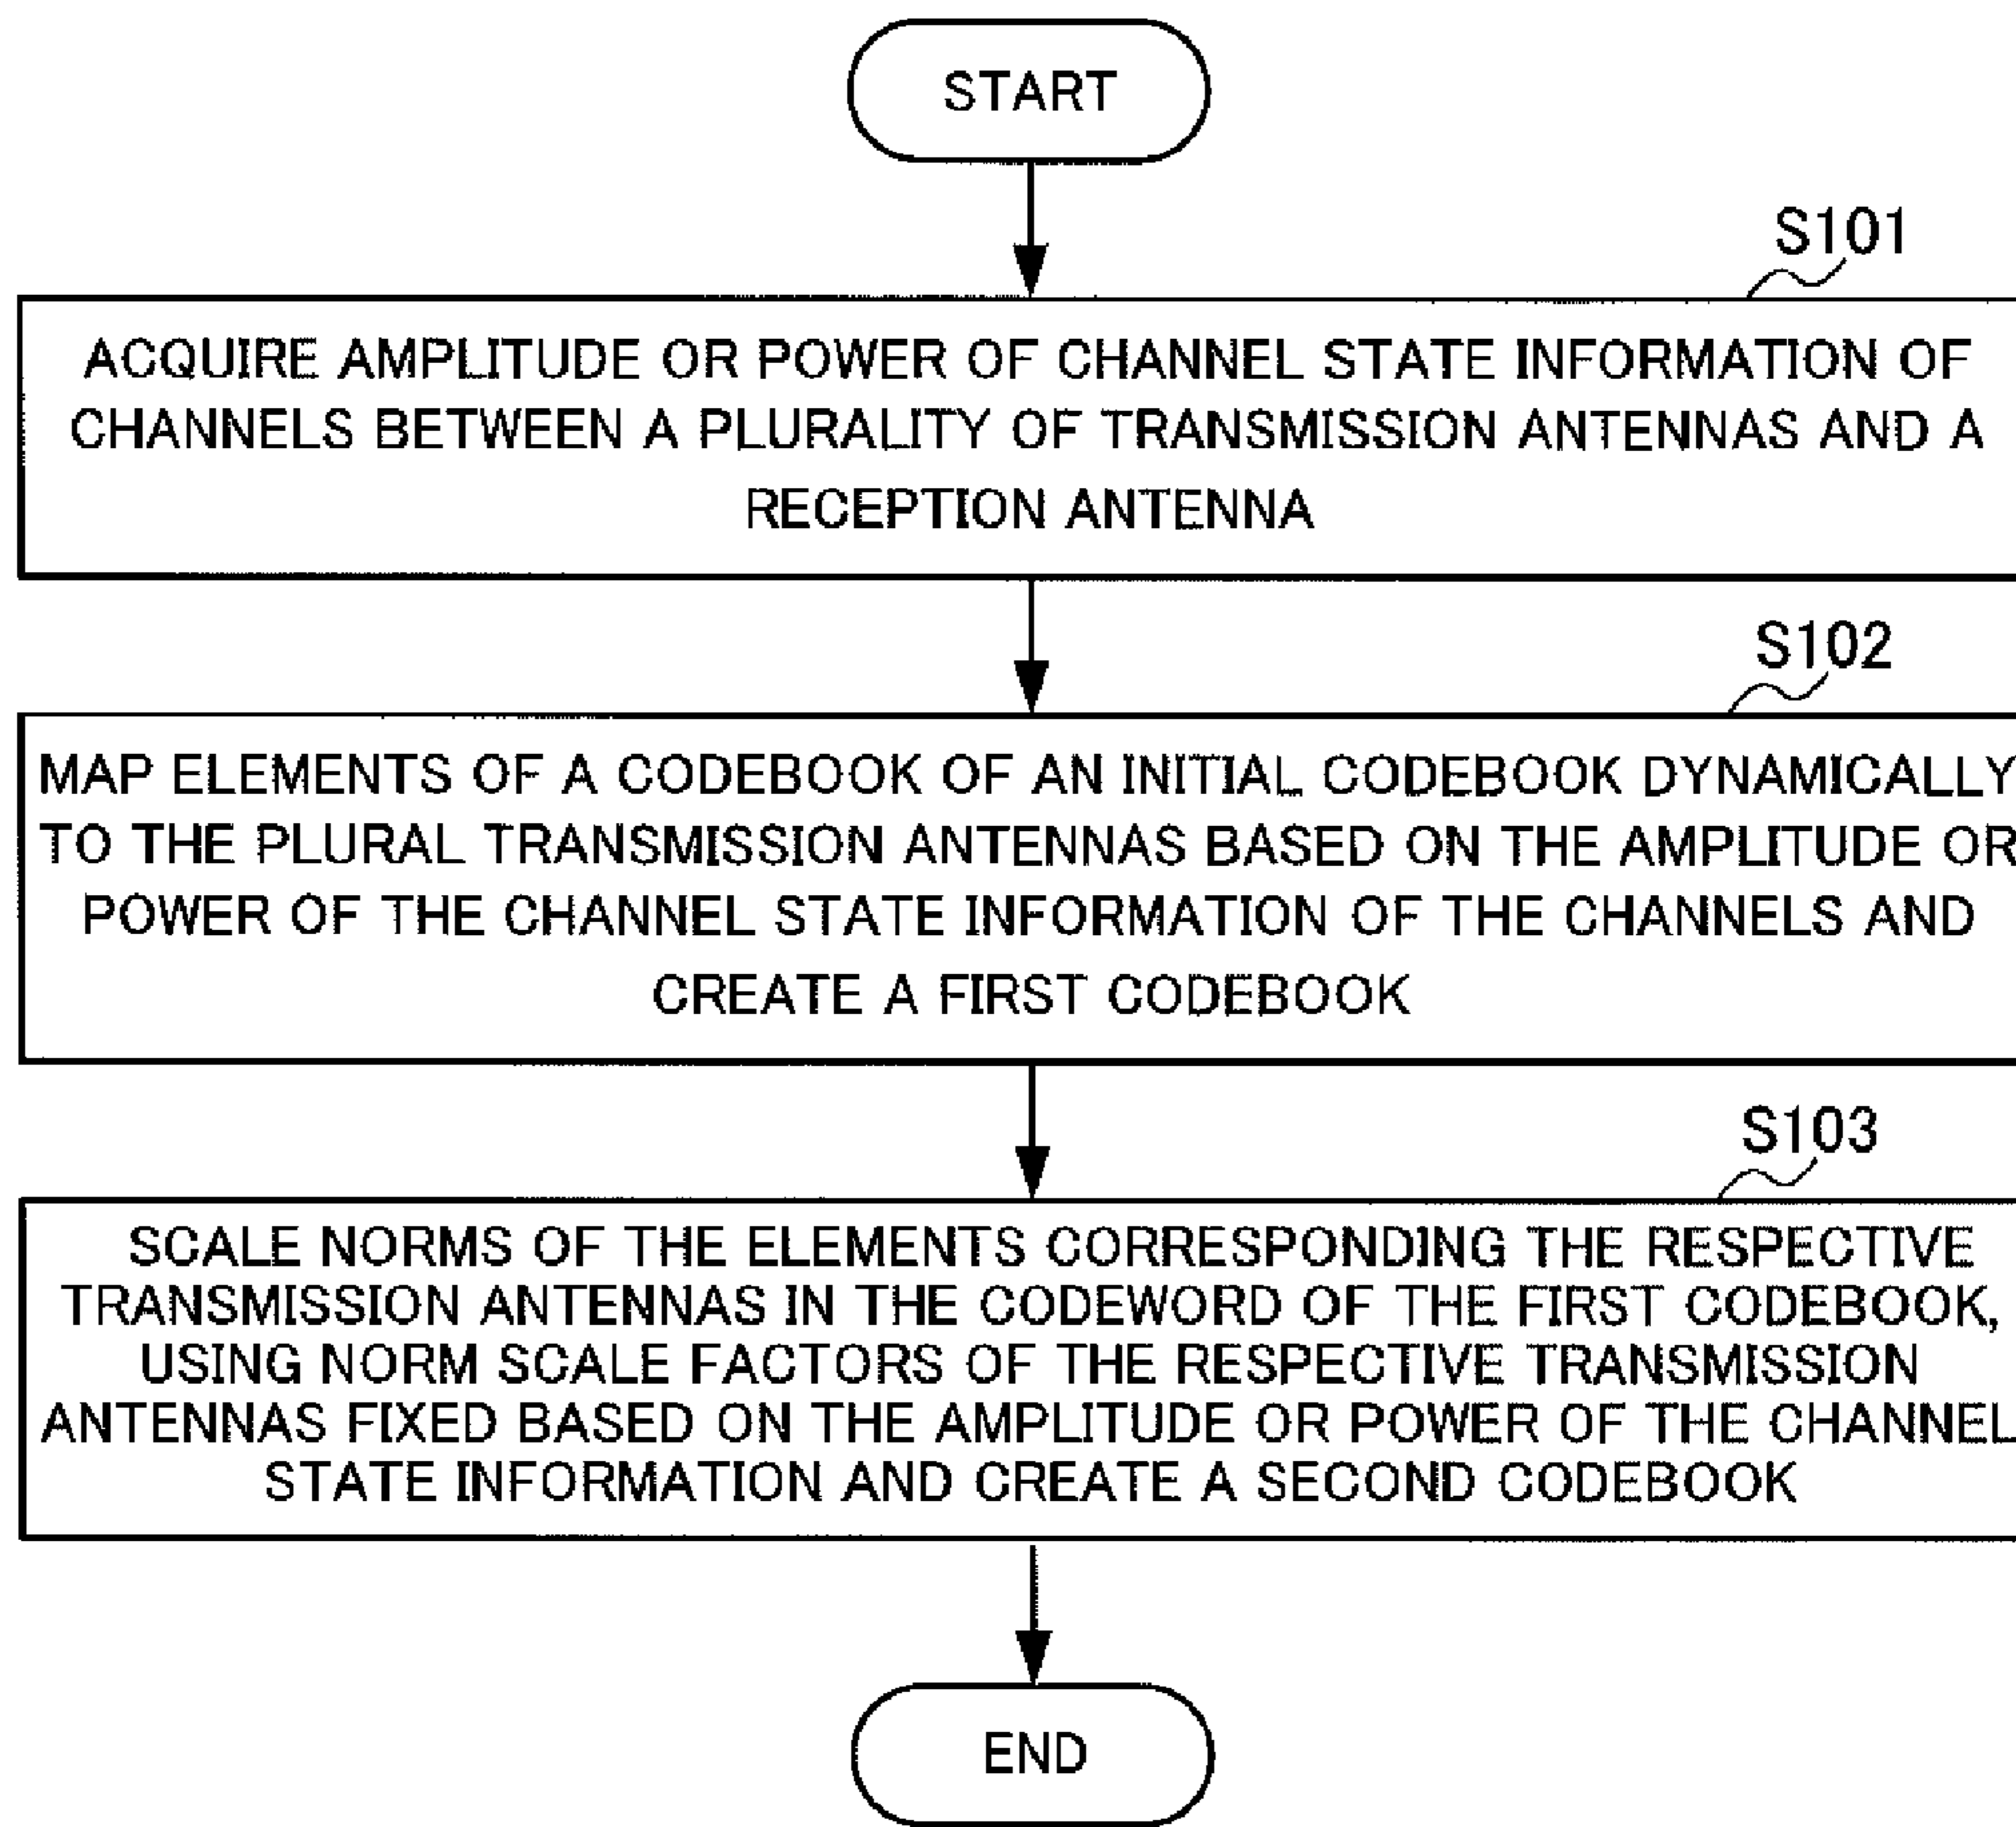 START
S101
ACQUIRE AMPLITUDE OR POWER OF CHANNEL STATE INFORMATION OF
CHANNELS BETWEEN A PLURALITY OF TRANSMISSION ANTENNAS AND A
RECEPTION ANTENNA
S102
MAP ELEMENTS OF A CODEBOOK OF AN INITIAL CODEBOOK DYNAMICALLY
TO THE PLURAL TRANSMISSION ANTENNAS BASED ON THE AMPLITUDE OR
POWER OF THE CHANNEL STATE INFORMATION OF THE CHANNELS AND
CREATE A FIRST CODEBOOK
S103
SCALE NORMS OF THE ELEMENTS CORRESPONDING THE RESPECTIVE
TRANSMISSION ANTENNAS IN THE CODEWORD OF THE FIRST CODEBOOK,
USING NORM SCALE FACTORS OF THE RESPECTIVE TRANSMISSION
ANTENNAS FIXED BASED ON THE AMPLITUDE OR POWER OF THE CHANNEL
STATE INFORMATION AND CREATE A SECOND CODEBOOK
END